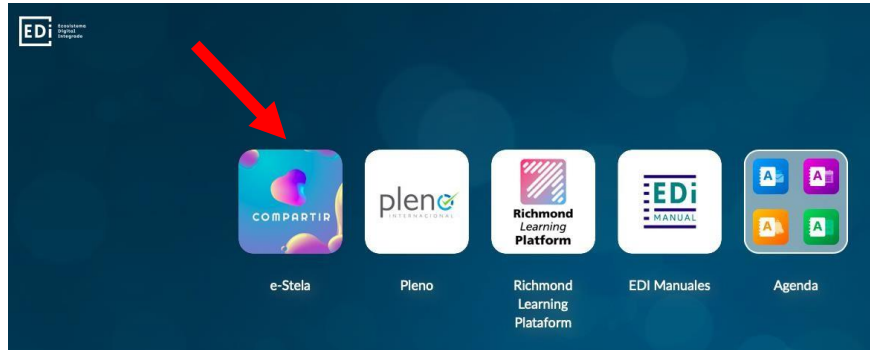 EDi Ecosistema
Digital
Integrado
COMPARTIR
pleno
INTERNACIONAL
Richmond
Learning
Platform
EDi
MANUAL
A A
A A
e-Stela
Pleno
Richmond
Learning
Plataform
EDI Manuales
Agenda